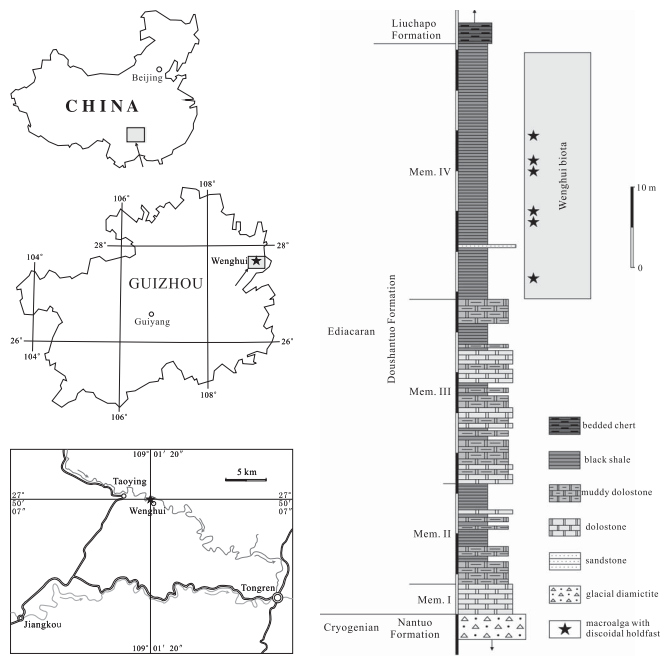 Beijing
CHINA
106°
108°
28°
28°
104°
Wenghui
GUIZHOU
Guiyang
26°
26°
104°
108°
106°
109° 01' 20"
5 km
Taoying
27°
50'
07"
27°
50'
07"
Wenghui
Tongren
Jiangkou
109° 01' 20"
Liuchapo
Formation
Mem. IV
Wenghui biota
10 m
0
Doushantuo Formation
Ediacaran
Mem. III
Mem. II
Mem. I
Cryogenian
Nantuo
Formation
bedded chert
black shale
muddy dolostone
dolostone
sandstone
glacial diamictite
macroalga with
discoidal holdfast